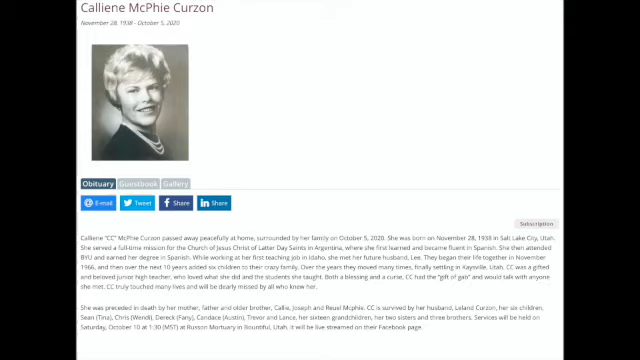 Calliene McPhie Curzon
November 28, 1938 - October 5, 2020
Obituary Guestbook Gallery
E-mail Tweet Share Share
Subscription
Calliene "CC" McPhie Curzon passed away peacefully at home, surrounded by her family on October 5, 2020. She was born on November 28, 1938 in Salt Lake City, Utah.
She served a full-time mission for the Church of Jesus Christ of Latter Day Saints in Argentina, where she first learned and became fluent in Spanish. She then attended
BYU and earned her degree in Spanish. While working at her first teaching job in Idaho, she met her future husband, Lee. They began their life together in November
1966, and then over the next 10 years added six children to their crazy family. Over the years they moved many times, finally settling in Kaysville, Utah. CC was a gifted
and beloved junior high teacher, who loved what she did and the students she taught. Both a blessing and a curse, CC had the "gift of gab" and would talk with anyone
she met. CC truly touched many lives and will be dearly missed by all who knew her.
She was preceded in death by her mother, father and older brother, Callie, Joseph and Reuel Mcphie. CC is survived by her husband, Leland Curzon, her six children,
Sean (Tina), Chris (Wendi), Dereck (Fany), Candace (Austin), Trevor and Lance, her sixteen grandchildren, her two sisters and three brothers. Services will be held on
Saturday, October 10 at 1:30 (MST) at Russon Mortuary in Bountiful, Utah. It will be live streamed on their Facebook page.